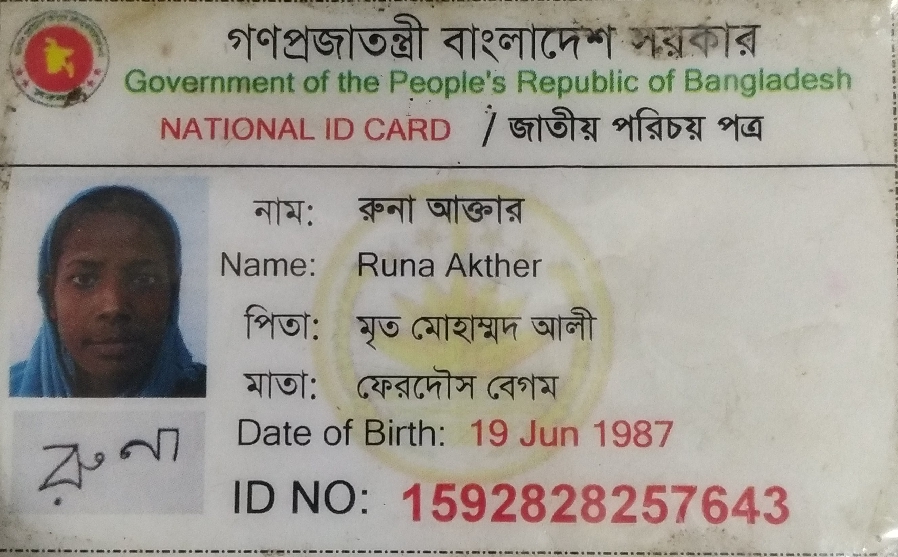 গণপ্রজাতন্ত্রী বাংলাদেশ সরকার
Government of the People's Republic of Bangladesh
NATIONAL ID CARD / জাতীয় পরিচয় পত্র
নাম: রুনা আক্তার
Name: Runa Akther
পিতা: মৃত মোহাম্মদ আলী
মাতা: ফেরদৌস বেগম
Date of Birth: 19 Jun 1987
রুনা
ID NO: 1592828257643